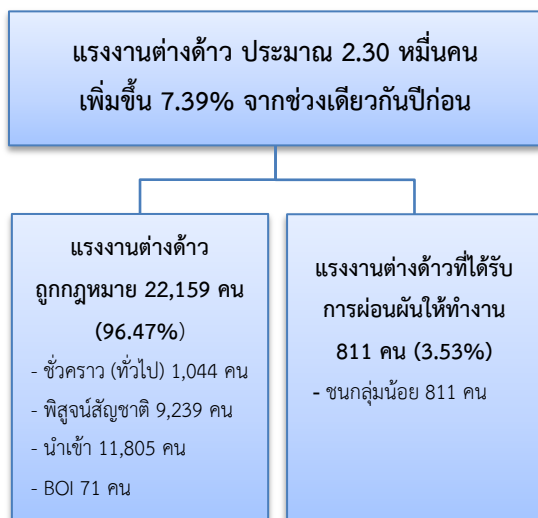 แรงงานต่างด้าว ประมาณ 2.30 หมื่นคน
เพิ่มขึ้น 7.39% จากช่วงเดียวกันปีก่อน
แรงงานต่างด้าว
ถูกกฎหมาย 22,159 คน
(96.47%)
- ชั่วคราว (ทั่วไป) 1,044 คน
- พิสูจน์สัญชาติ 9,239 คน
- นำเข้า 11,805 คน
- BOI 71 คน
แรงงานต่างด้าวที่ได้รับ
การผ่อนผันให้ทำงาน
811 คน (3.53%)
- ชนกลุ่มน้อย 811 คน